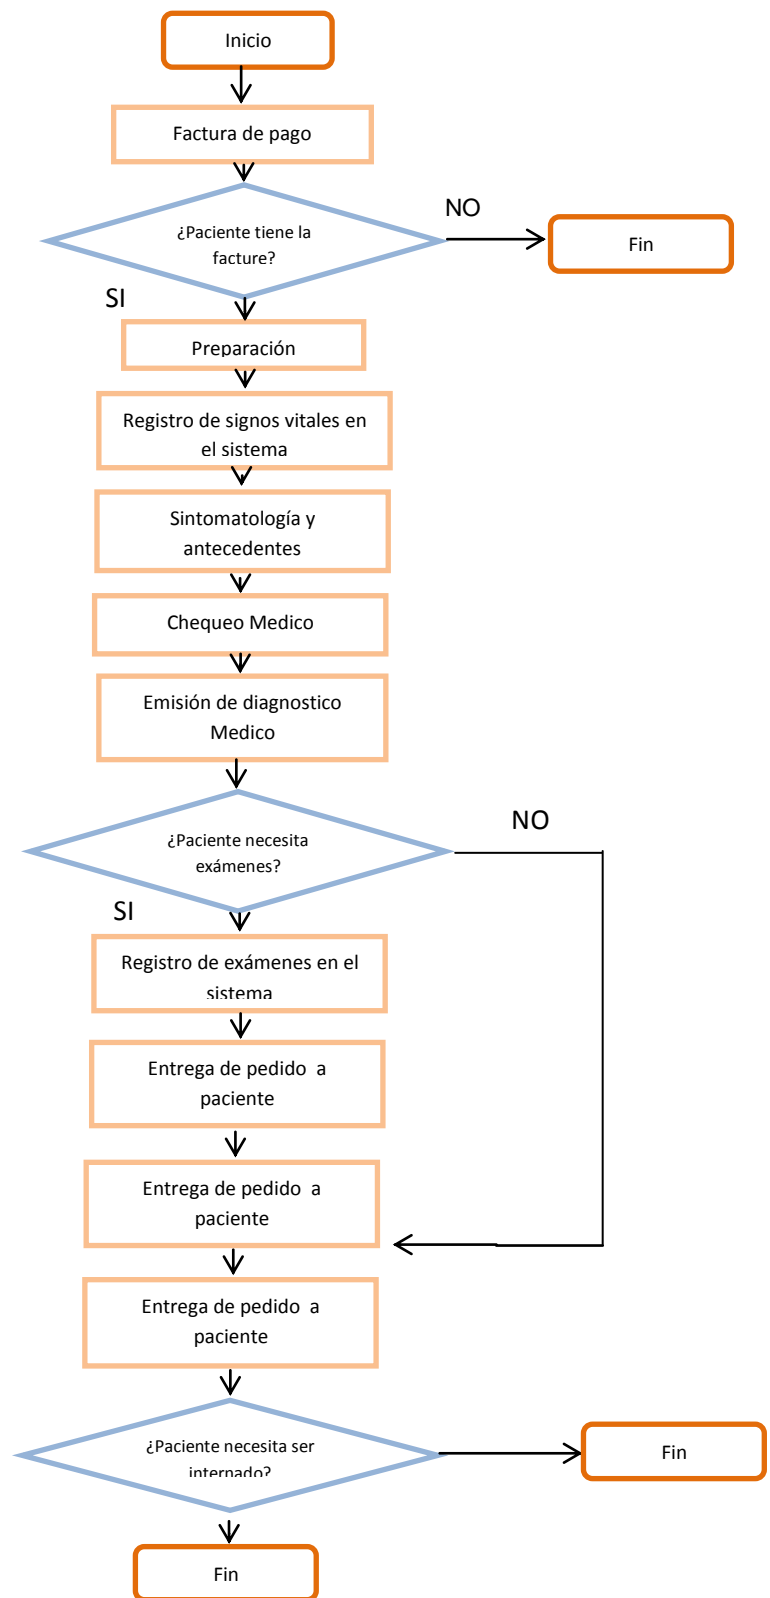 Inicio
Factura de pago
¿Paciente tiene la
facture?
NO
Fin
SI
Preparación
Registro de signos vitales en
el sistema
Sintomatología y
antecedentes
Chequeo Medico
Emisión de diagnostico
Medico
¿Paciente necesita
exámenes?
NO
SI
Registro de exámenes en el
sistema
Entrega de pedido a
paciente
Entrega de pedido a
paciente
Entrega de pedido a
paciente
¿Paciente necesita ser
internado?
Fin
Fin